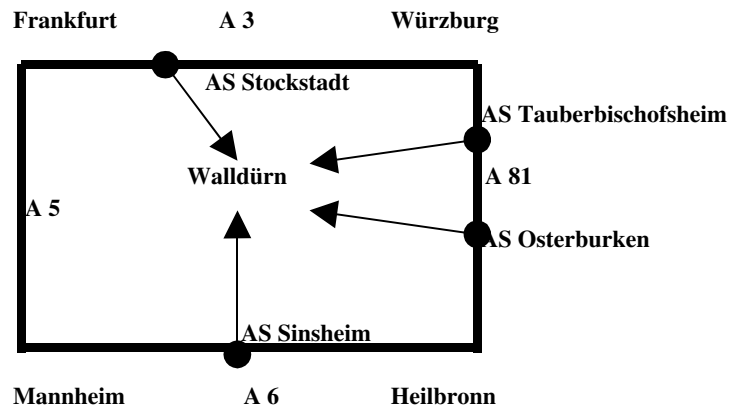 Frankfurt A 3 Würzburg
AS Stockstadt
AS Tauberbischofsheim
Walldürn
A 81
A 5
AS Osterburken
AS Sinsheim
Mannheim A 6 Heilbronn